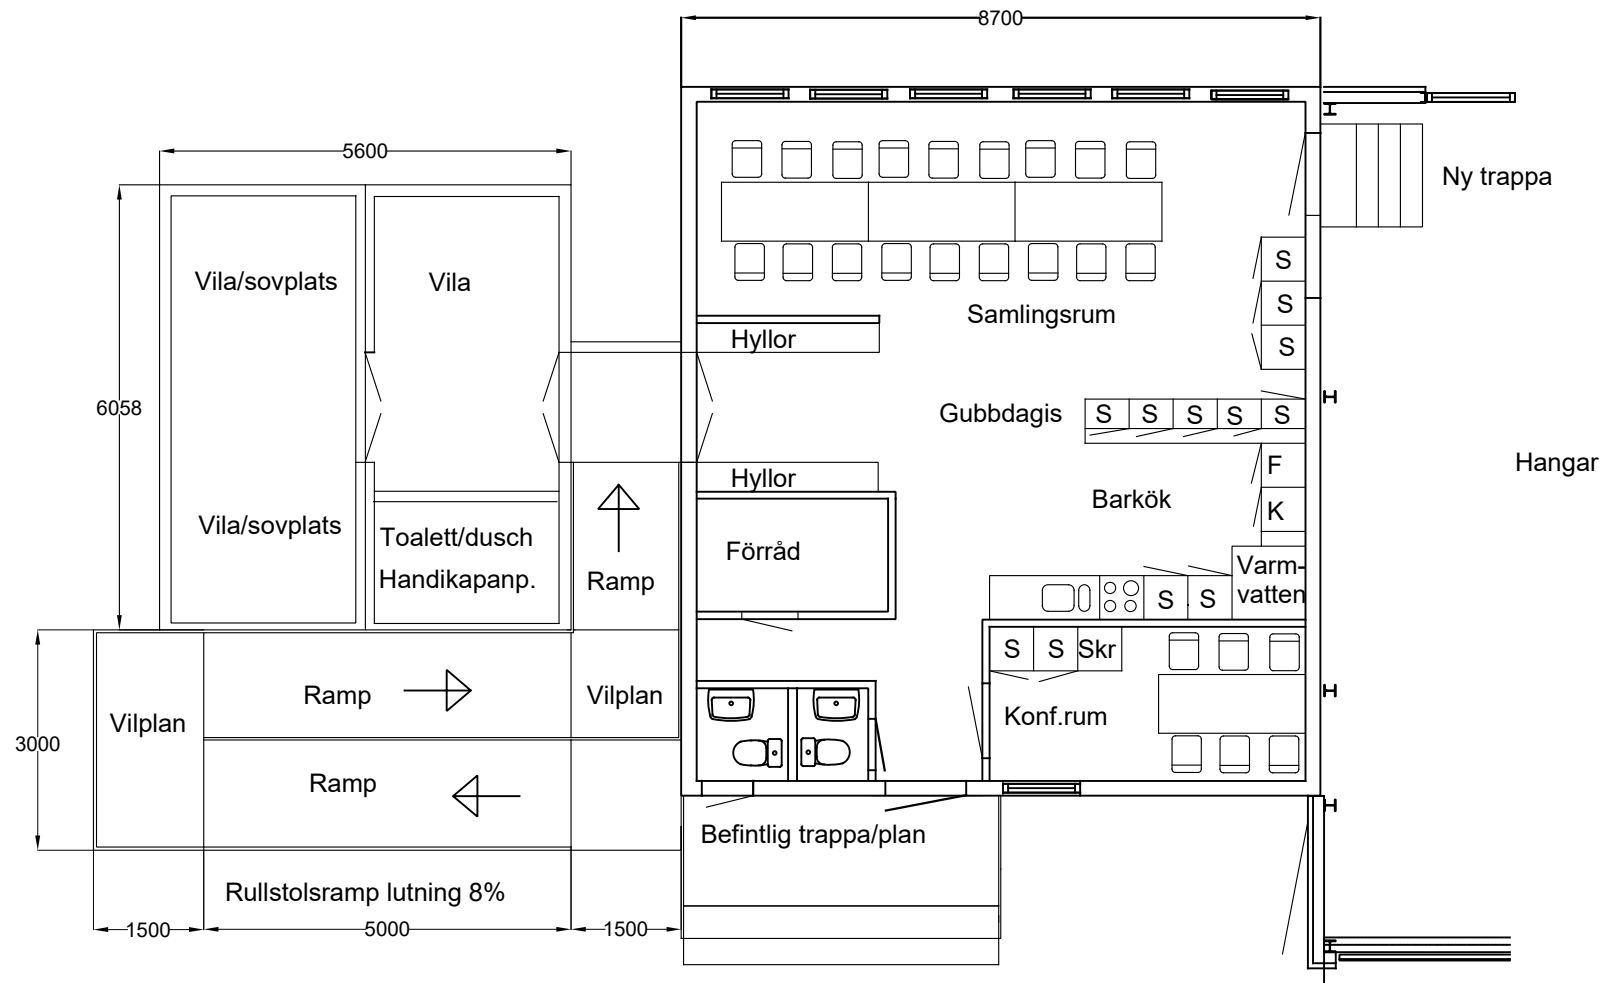 8700
5600
Ny trappa
Vila/sovplats
Vila
S
S
S
Samlingsrum
Hyllor
6058
Gubbdagis
S
S
S
S
S
Hangar
F
Hyllor
Barkök
K
Vila/sovplats
Toalett/dusch
Handikapanp.
Ramp
Förråd
Varm-
vatten
S
S
S
S
Skr
Ramp
Vilplan
Vilplan
Konf.rum
3000
Ramp
Befintlig trappa/plan
Rullstolsramp lutning 8%
1500
5000
1500